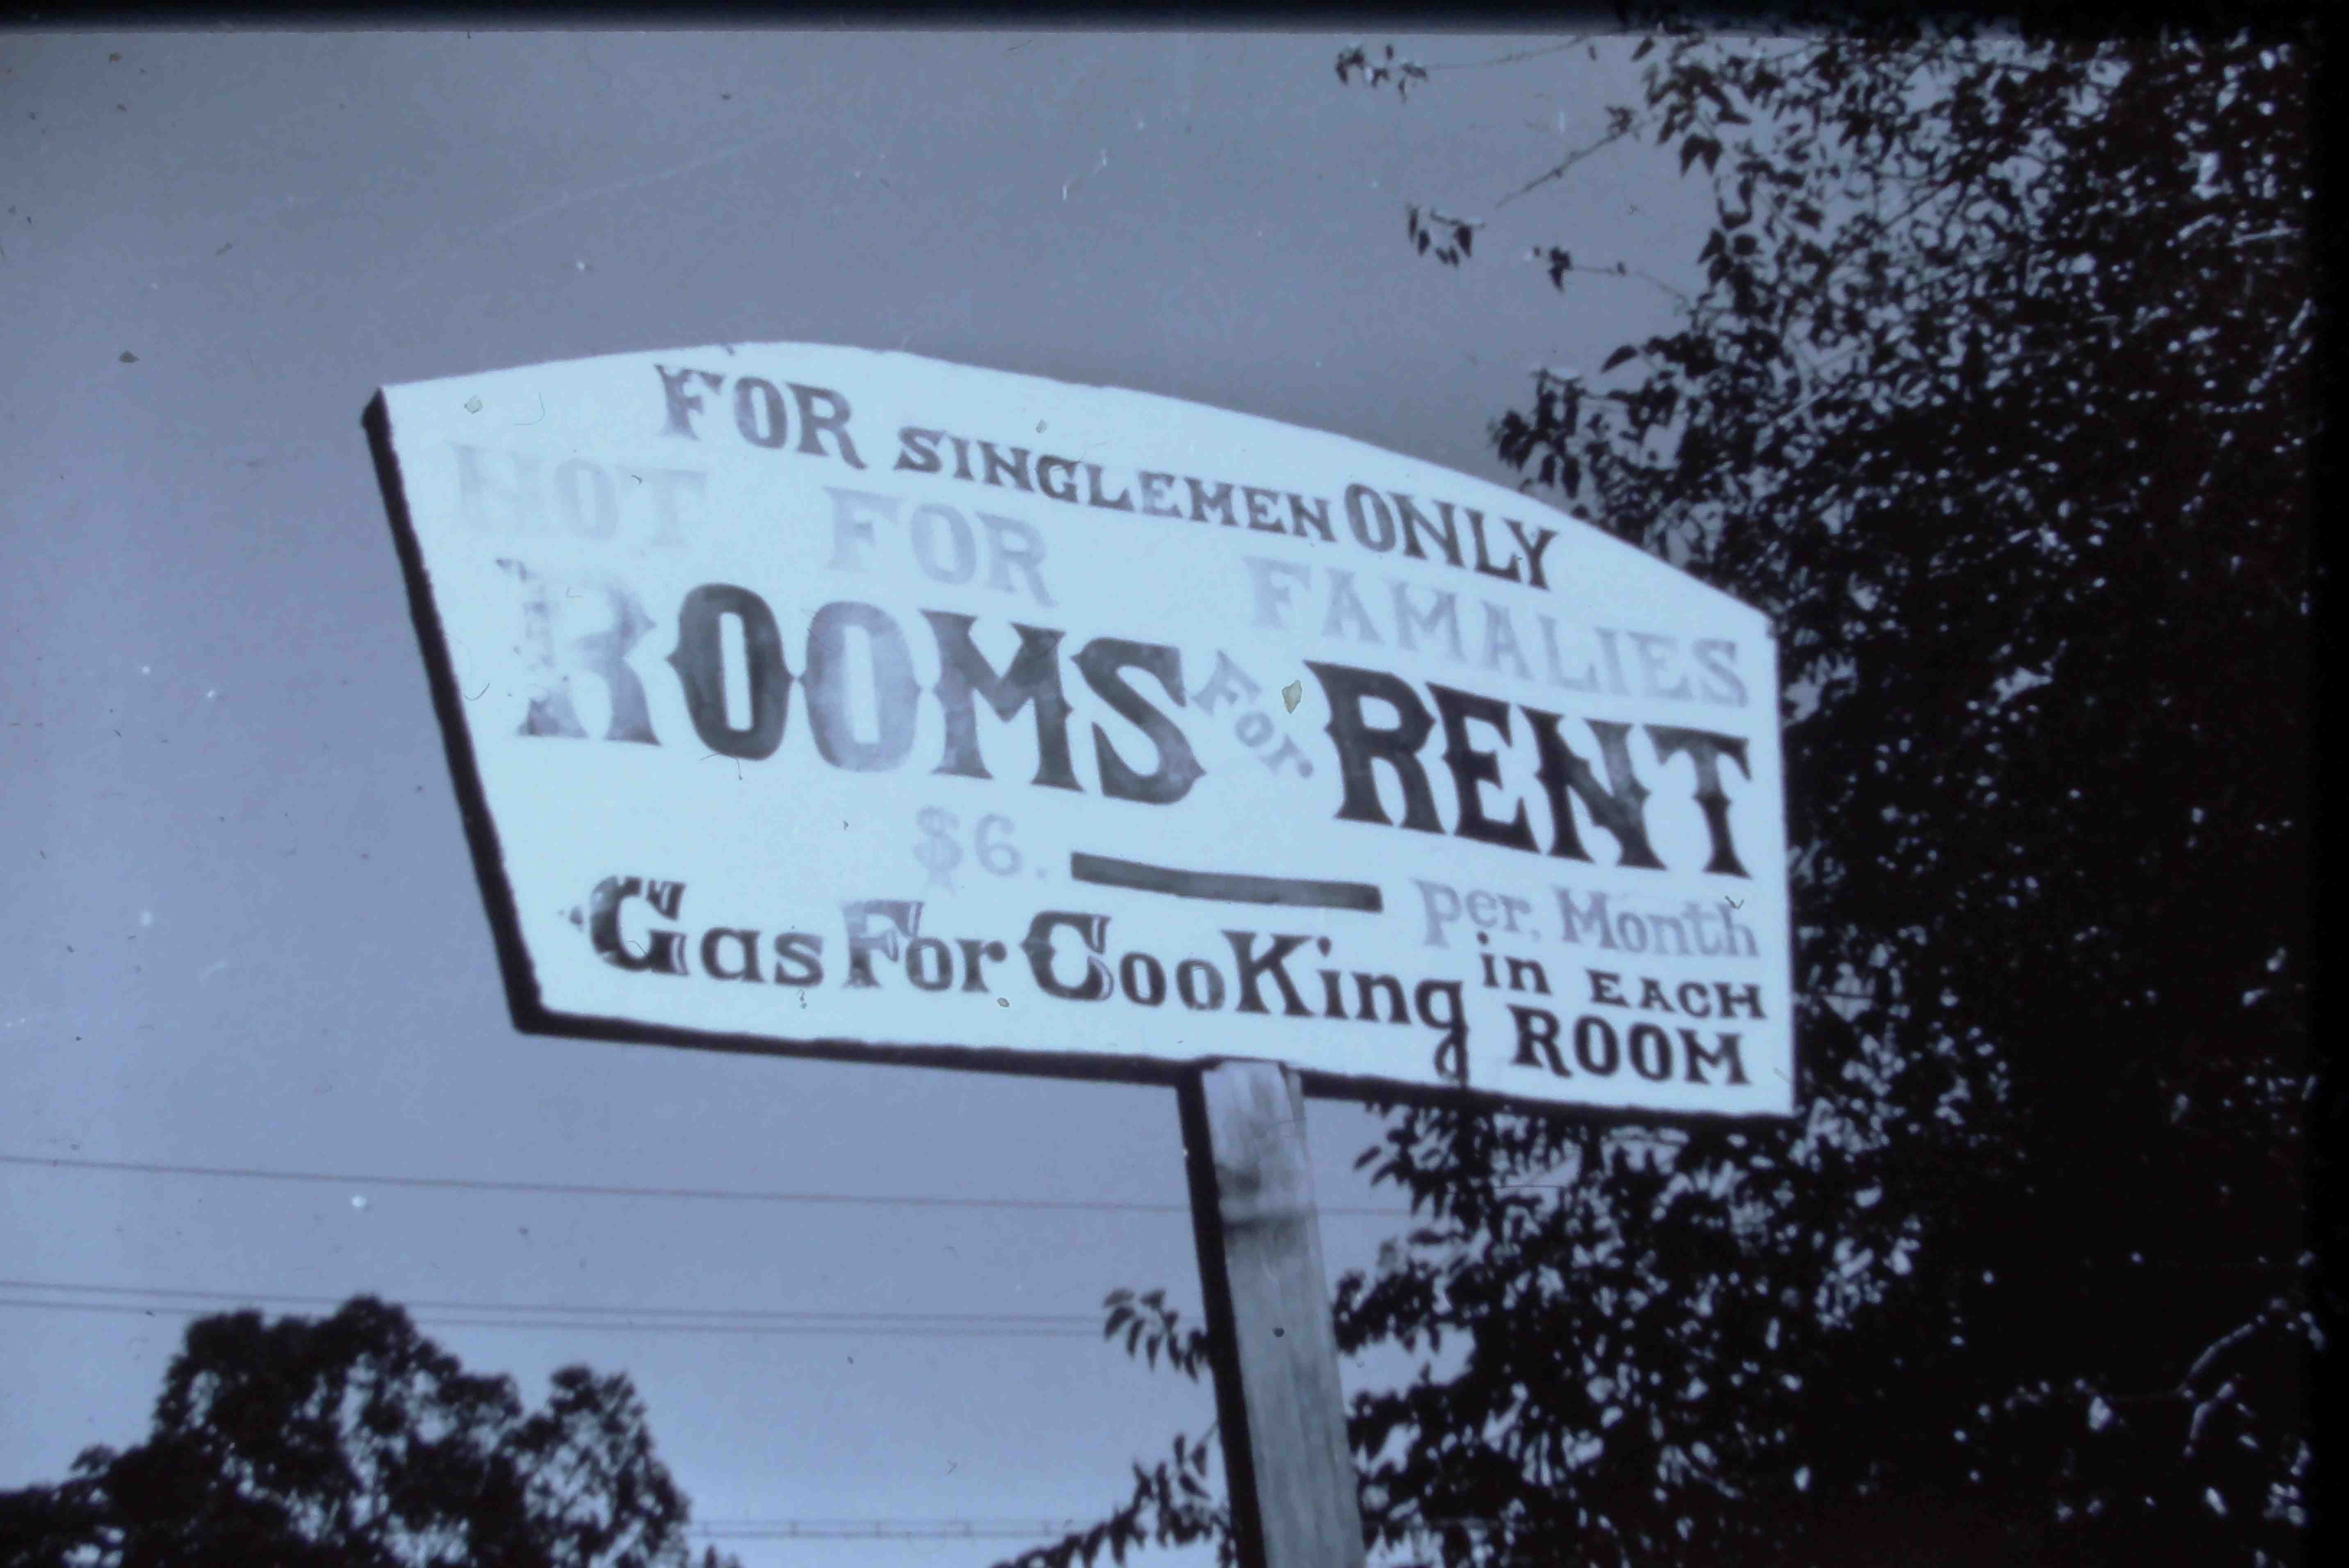 FOR SINGLEMEN ONLY
NOT FOR FAMALIES
ROOMS For RENT
$6. per. Month
Gas For CooKing in EACH
ROOM